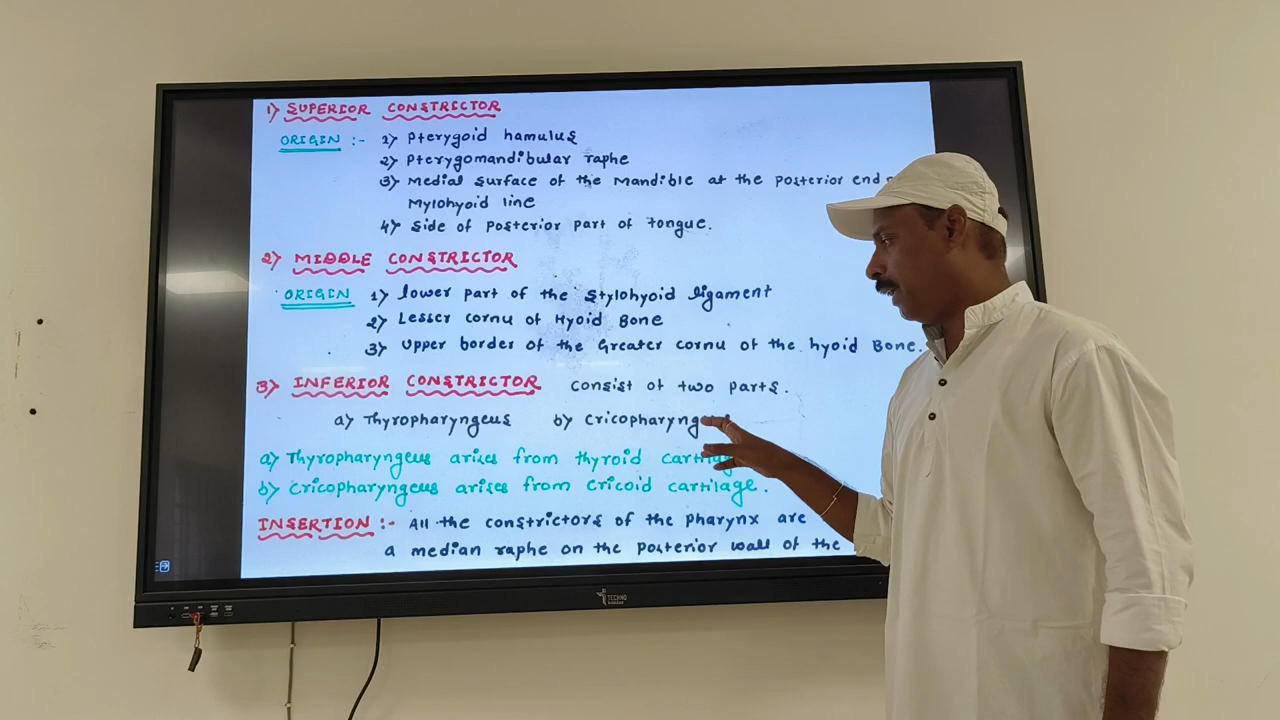 1) SUPERIOR CONSTRICTOR
ORIGIN :- 1) Pterygoid hamulus
2) Pterygomandibular raphe
3) Medial surface of the Mandible at the posterior end
Mylohyoid line
4) Side of posterior part of tongue.
2) MIDDLE CONSTRICTOR
ORIGIN 1) lower part of the Stylohyoid ligament
2) Lesser cornu of Hyoid Bone
3) Upper border of the Greater cornu of the hyoid Bone.
3) INFERIOR CONSTRICTOR consist of two parts.
a) Thyropharyngeus b)
a) Thyropharyngeus arises from thyroid
b) Cricopharyngeus arises from cricoid cartilage.
INSERTION :- All the constrictors of the pharynx are
a median raphe on the posterior wall of the
TECHNO